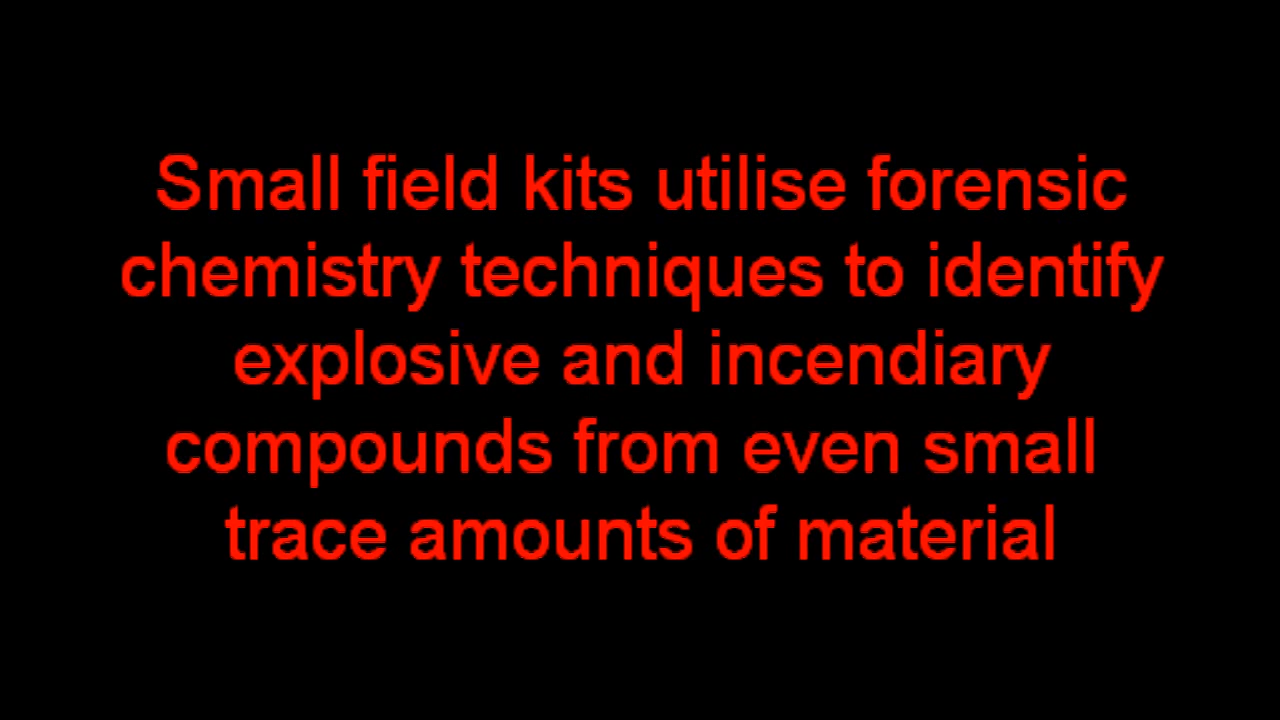 Small field kits utilise forensic
chemistry techniques to identify
explosive and incendiary
compounds from even small
trace amounts of material